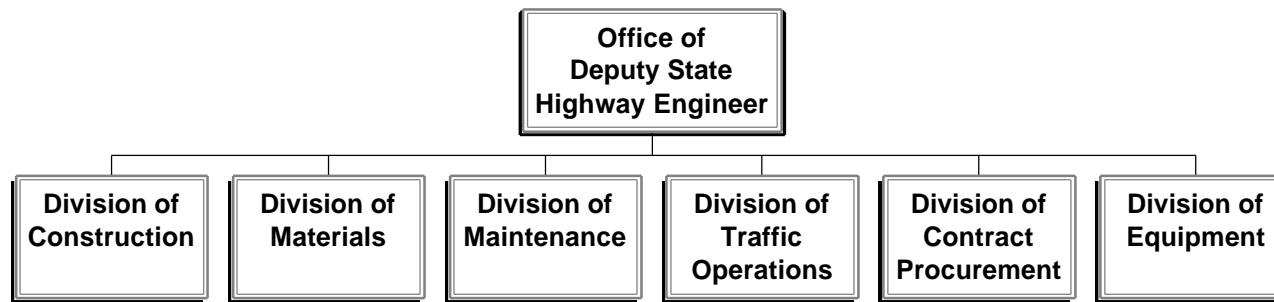 Office of
Deputy State
Highway Engineer
Division of
Construction
Division of
Materials
Division of
Maintenance
Division of
Traffic
Operations
Division of
Contract
Procurement
Division of
Equipment